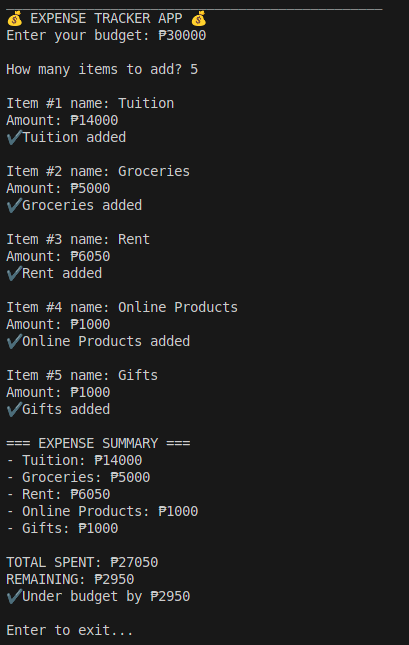 💰 EXPENSE TRACKER APP 💰
Enter your budget: ₱30000

How many items to add? 5

Item #1 name: Tuition
Amount: ₱14000
✔Tuition added

Item #2 name: Groceries
Amount: ₱5000
✔Groceries added

Item #3 name: Rent
Amount: ₱6050
✔Rent added

Item #4 name: Online Products
Amount: ₱1000
✔Online Products added

Item #5 name: Gifts
Amount: ₱1000
✔Gifts added

=== EXPENSE SUMMARY ===
- Tuition: ₱14000
- Groceries: ₱5000
- Rent: ₱6050
- Online Products: ₱1000
- Gifts: ₱1000

TOTAL SPENT: ₱27050
REMAINING: ₱2950
✔Under budget by ₱2950

Enter to exit...